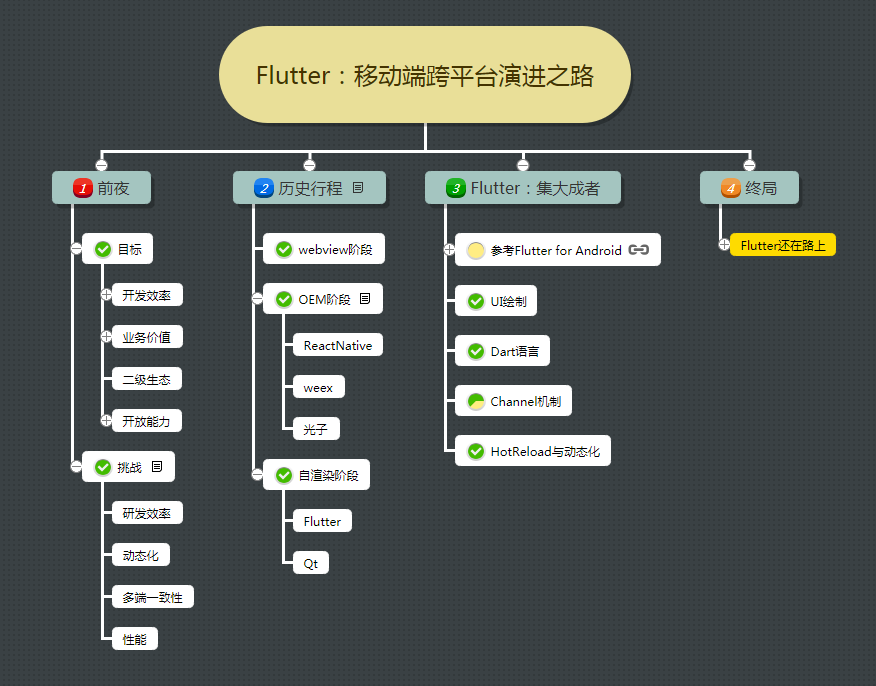 Flutter：移动端跨平台演进之路
1 前夜
目标
开发效率
业务价值
二级生态
开放能力
挑战
研发效率
动态化
多端一致性
性能
2 历史行程
webview阶段
OEM阶段
ReactNative
weex
光子
自渲染阶段
Flutter
Qt
3 Flutter：集大成者
参考Flutter for Android
UI绘制
Dart语言
Channel机制
HotReload与动态化
4 终局
Flutter还在路上